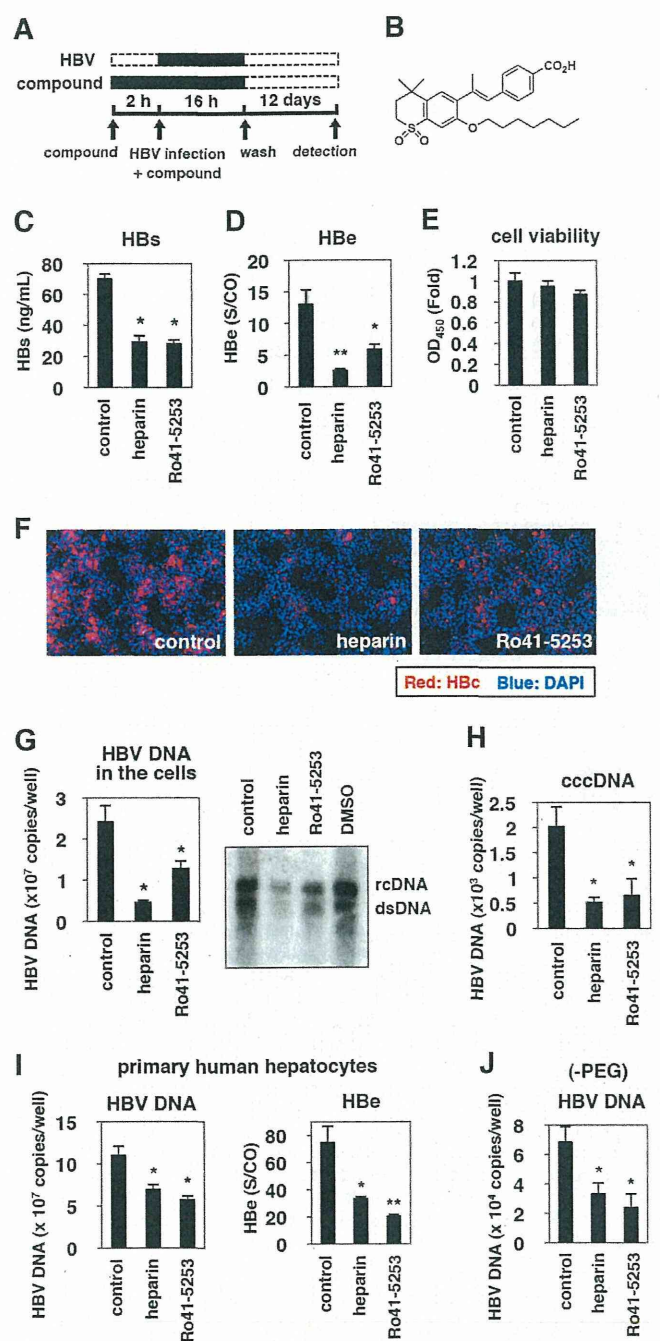 A
HBV
compound
2 h
16 h
12 days
compound
HBV infection
+ compound
wash
detection
B
CO2H
S
O O
O
C
HBs
HBs (ng/mL)
80
60
40
20
0
*
*
control
heparin
Ro41-5253
D
HBe
HBe (S/CO)
20
15
10
5
0
**
*
control
heparin
Ro41-5253
E
cell viability
OD450 (Fold)
1.2
1
0.8
0.6
0.4
0.2
0
control
heparin
Ro41-5253
F
control
heparin
Ro41-5253
Red: HBc Blue: DAPI
G
HBV DNA
in the cells
HBV DNA (x10⁷ copies/well)
3
2
1
0
*
*
control
heparin
Ro41-5253
control
heparin
Ro41-5253
DMSO
rcDNA
dsDNA
H
cccDNA
HBV DNA (x10³ copies/well)
2.5
2
1.5
1
0.5
0
*
*
control
heparin
Ro41-5253
I
primary human hepatocytes
HBV DNA
HBV DNA (x 10⁷ copies/well)
15
10
5
0
*
*
control
heparin
Ro41-5253
HBe
HBe (S/CO)
80
60
40
20
0
*
**
control
heparin
Ro41-5253
J
(-PEG)
HBV DNA
HBV DNA (x 10⁴ copies/well)
8
6
4
2
0
*
*
control
heparin
Ro41-5253